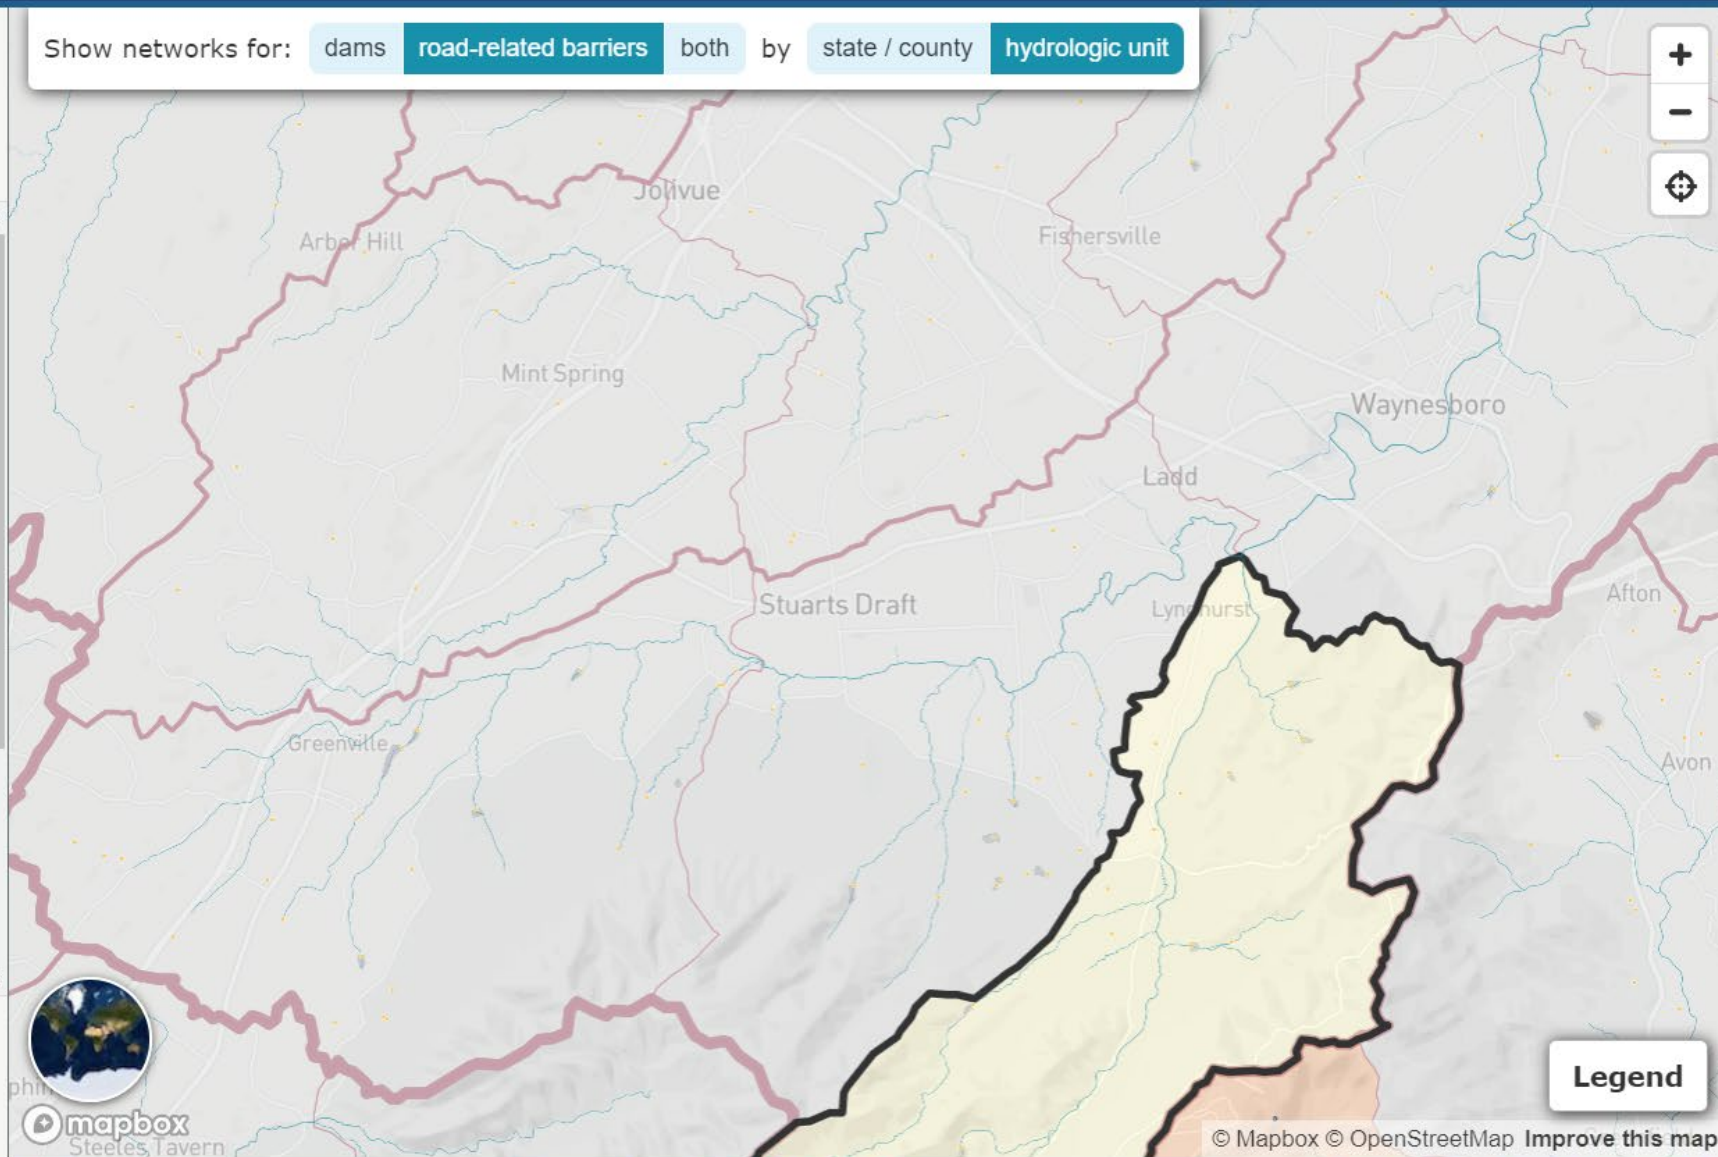 Show networks for: dams road-related barriers both by state / county hydrologic unit
+
−
Jolivue
Arbor Hill
Fishersville
Mint Spring
Waynesboro
Ladd
Stuarts Draft
Lyndhurst
Afton
Greenville
Avon
Legend
mapbox
© Mapbox © OpenStreetMap Improve this map
Steeles Tavern